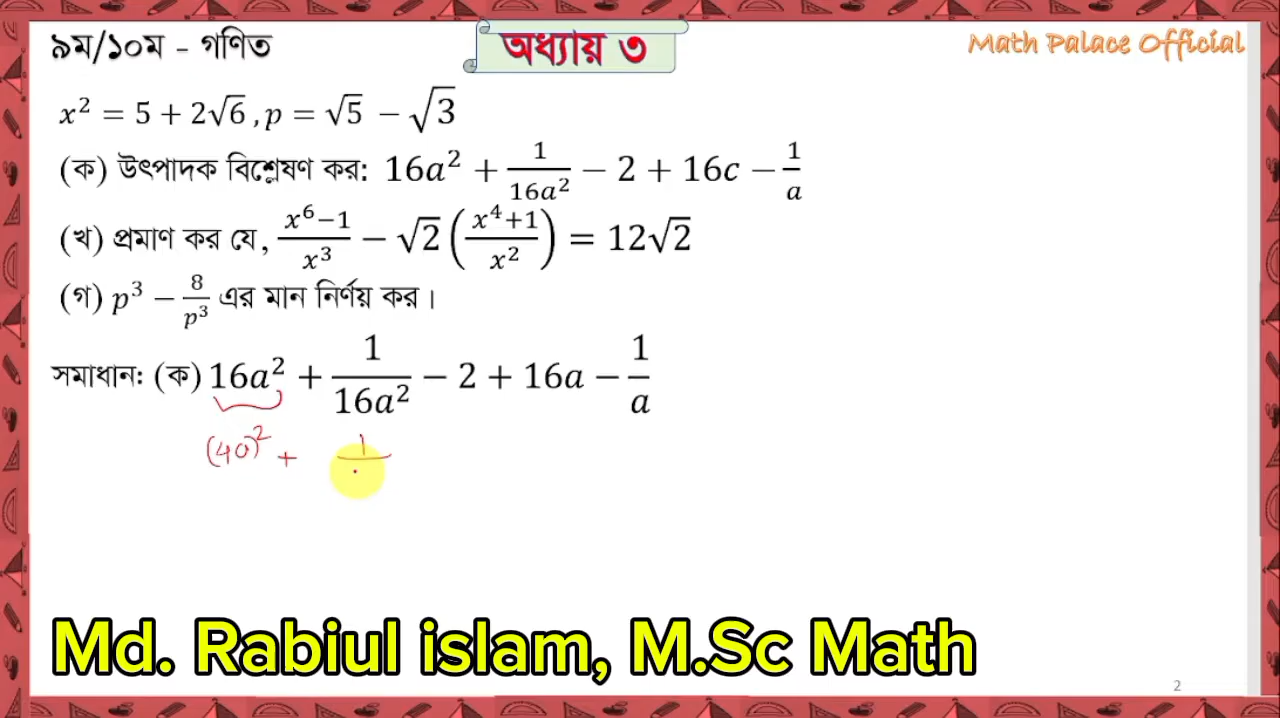 ৯ম/১০ম - গণিত
অধ্যায় ৩
Math Palace Official
x² = 5 + 2√6 , p = √5 − √3
(ক) উৎপাদক বিশ্লেষণ কর: 16a² + 1/16a² − 2 + 16c − 1/a
(খ) প্রমাণ কর যে, (x⁶−1)/x³ − √2 ((x⁴+1)/x²) = 12√2
(গ) p³ − 8/p³ এর মান নির্ণয় কর।
সমাধানঃ (ক) 16a² + 1/16a² − 2 + 16a − 1/a
(4a)² + 1/
Md. Rabiul islam, M.Sc Math
2